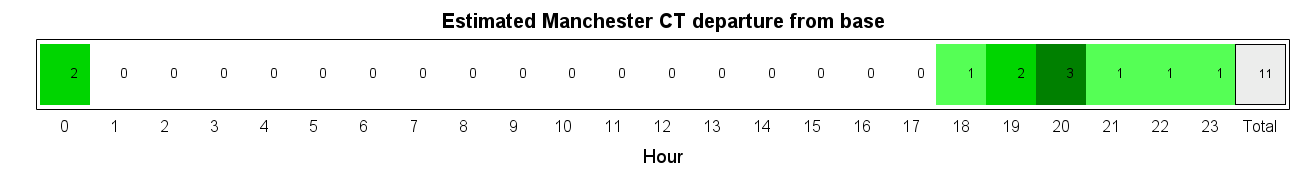 Estimated Manchester CT departure from base
2 0 0 0 0 0 0 0 0 0 0 0 0 0 0 0 0 0 1 2 3 1 1 1 11
0 1 2 3 4 5 6 7 8 9 10 11 12 13 14 15 16 17 18 19 20 21 22 23 Total
Hour